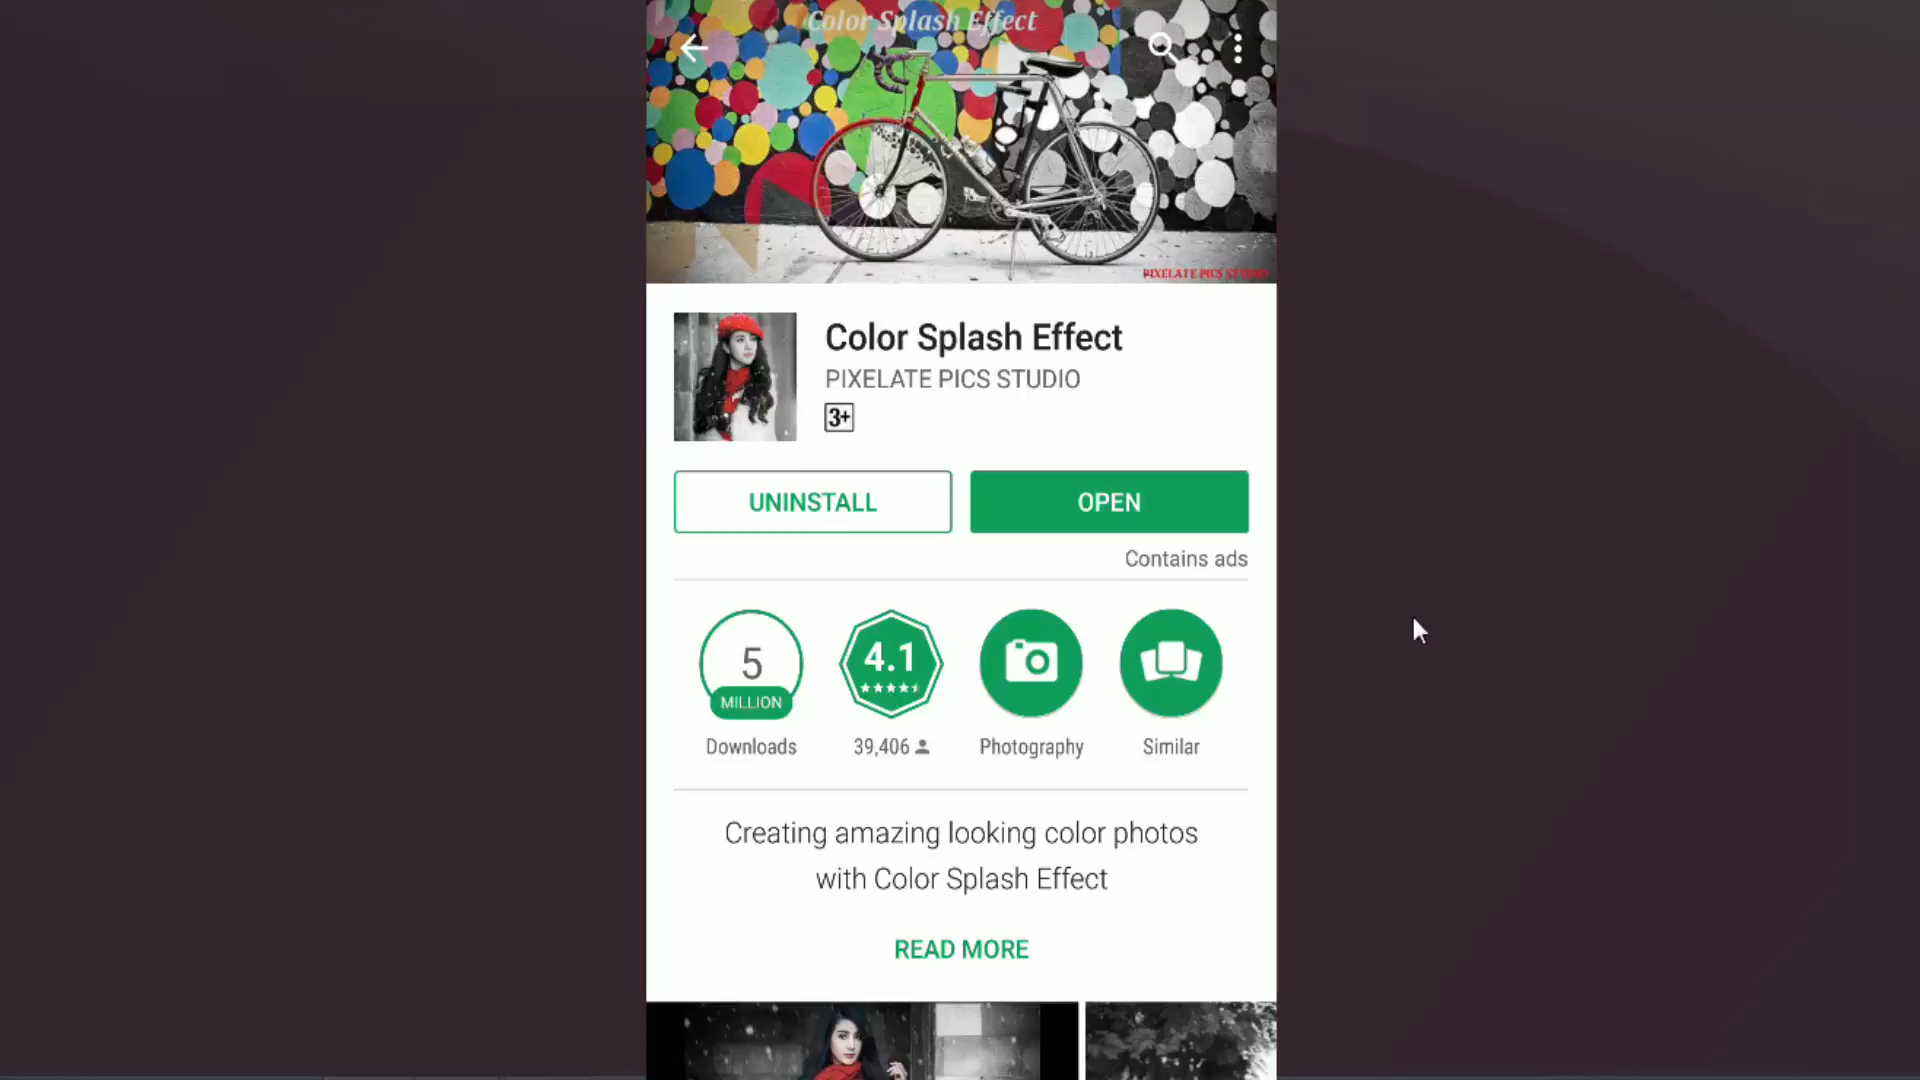 Color Splash Effect
PIXELATE PICS STUDIO
Color Splash Effect
PIXELATE PICS STUDIO
3+
UNINSTALL
OPEN
Contains ads
5
MILLION
4.1
Downloads
39,406
Photography
Similar
Creating amazing looking color photos
with Color Splash Effect
READ MORE